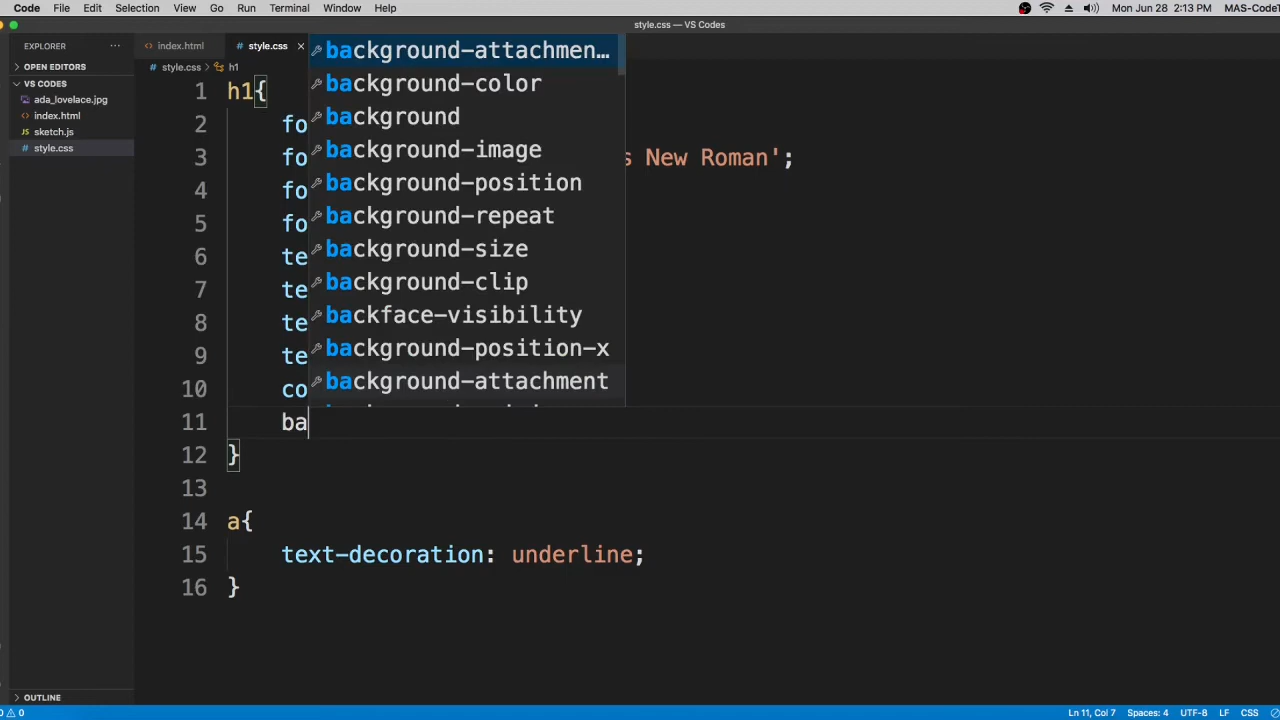 Code File Edit Selection View Go Run Terminal Window Help Mon Jun 28 2:13 PM
style.css — VS Codes
EXPLORER ··· index.html style.css ×
OPEN EDITORS
VS CODES
ada_lovelace.jpg
index.html
sketch.js
style.css
style.css > h1
1 h1{
2 fo
3 fo s New Roman';
4 fo
5 fo
6 te
7 te
8 te
9 te
10 co
11 ba
12 }
13
14 a{
15 text-decoration: underline;
16 }
background-attachmen…
background-color
background
background-image
background-position
background-repeat
background-size
background-clip
backface-visibility
background-position-x
background-attachment
OUTLINE
0 0 Ln 11, Col 7 Spaces: 4 UTF-8 LF CSS